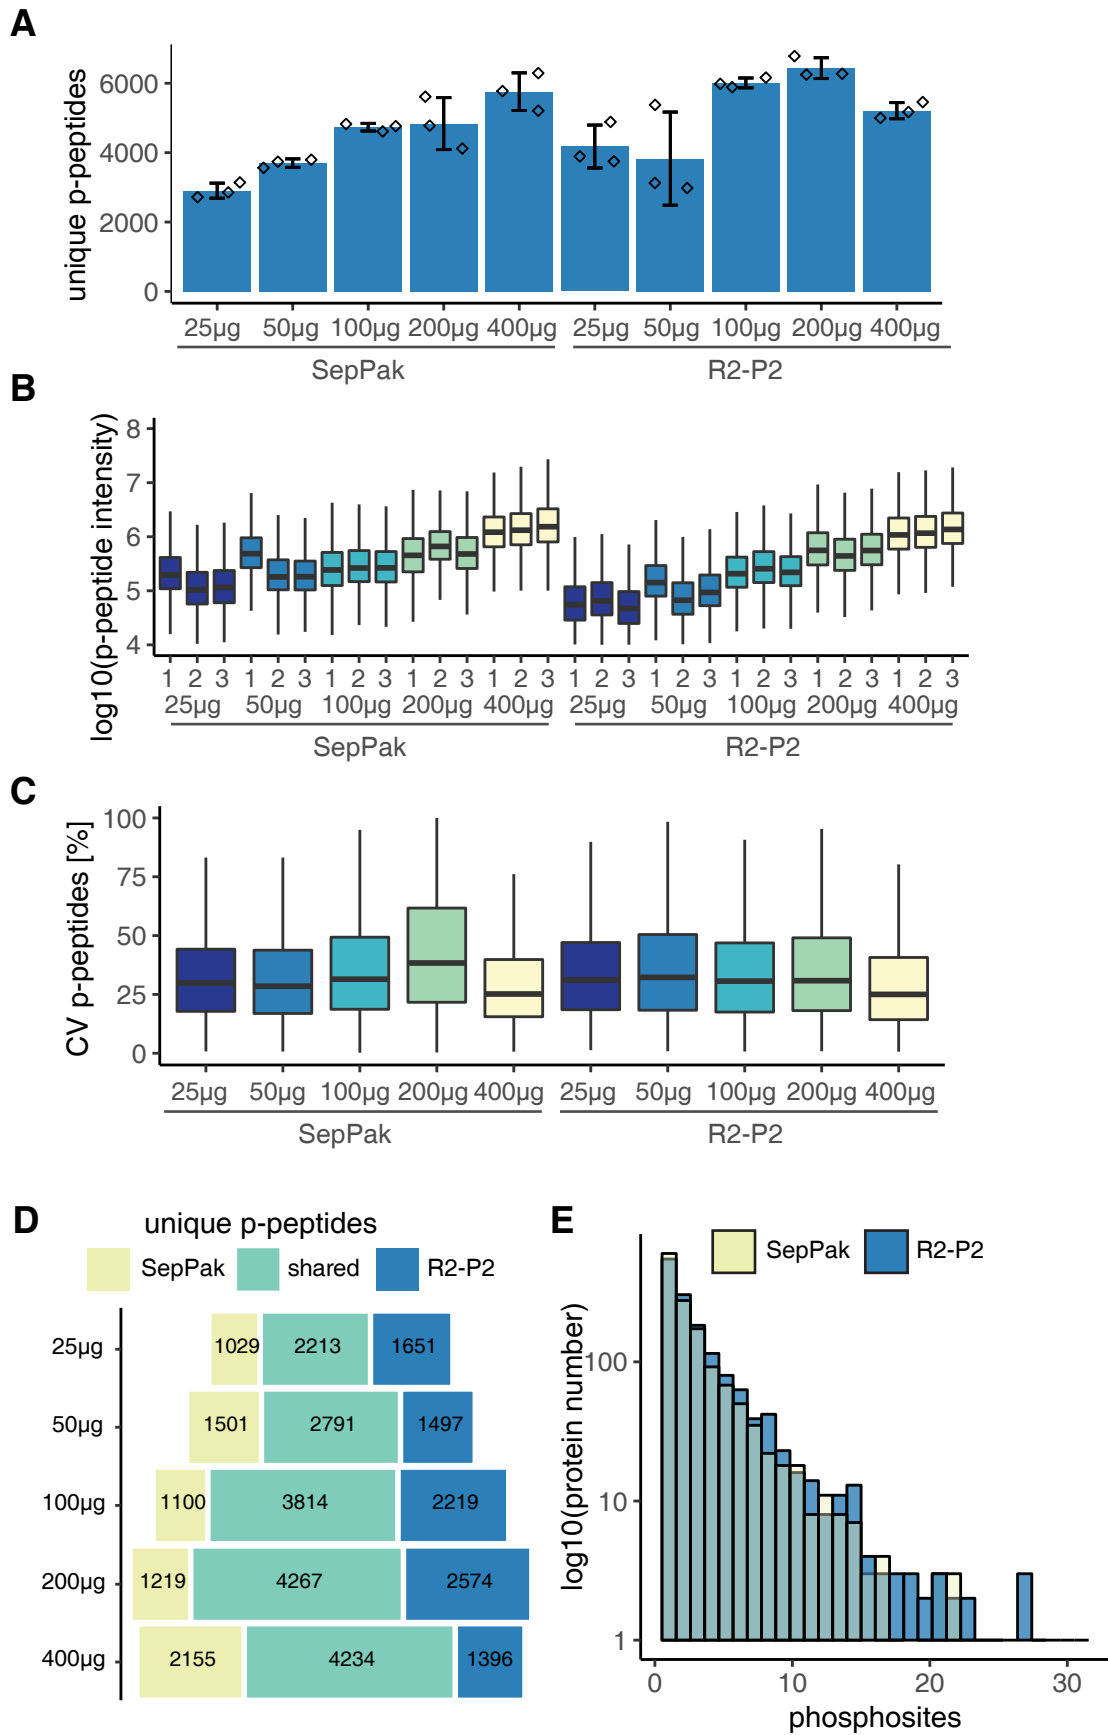 A
unique p-peptides
6000
4000
2000
0
25µg 50µg 100µg 200µg 400µg 25µg 50µg 100µg 200µg 400µg
SepPak R2-P2
B
log10(p-peptide intensity)
8
7
6
5
4
1 2 3 1 2 3 1 2 3 1 2 3 1 2 3 1 2 3 1 2 3 1 2 3 1 2 3 1 2 3
25µg 50µg 100µg 200µg 400µg 25µg 50µg 100µg 200µg 400µg
SepPak R2-P2
C
CV p-peptides [%]
100
75
50
25
0
25µg 50µg 100µg 200µg 400µg 25µg 50µg 100µg 200µg 400µg
SepPak R2-P2
D
unique p-peptides
SepPak shared R2-P2
25µg 1029 2213 1651
50µg 1501 2791 1497
100µg 1100 3814 2219
200µg 1219 4267 2574
400µg 2155 4234 1396
E
SepPak R2-P2
log10(protein number)
100
10
1
0 10 20 30
phosphosites